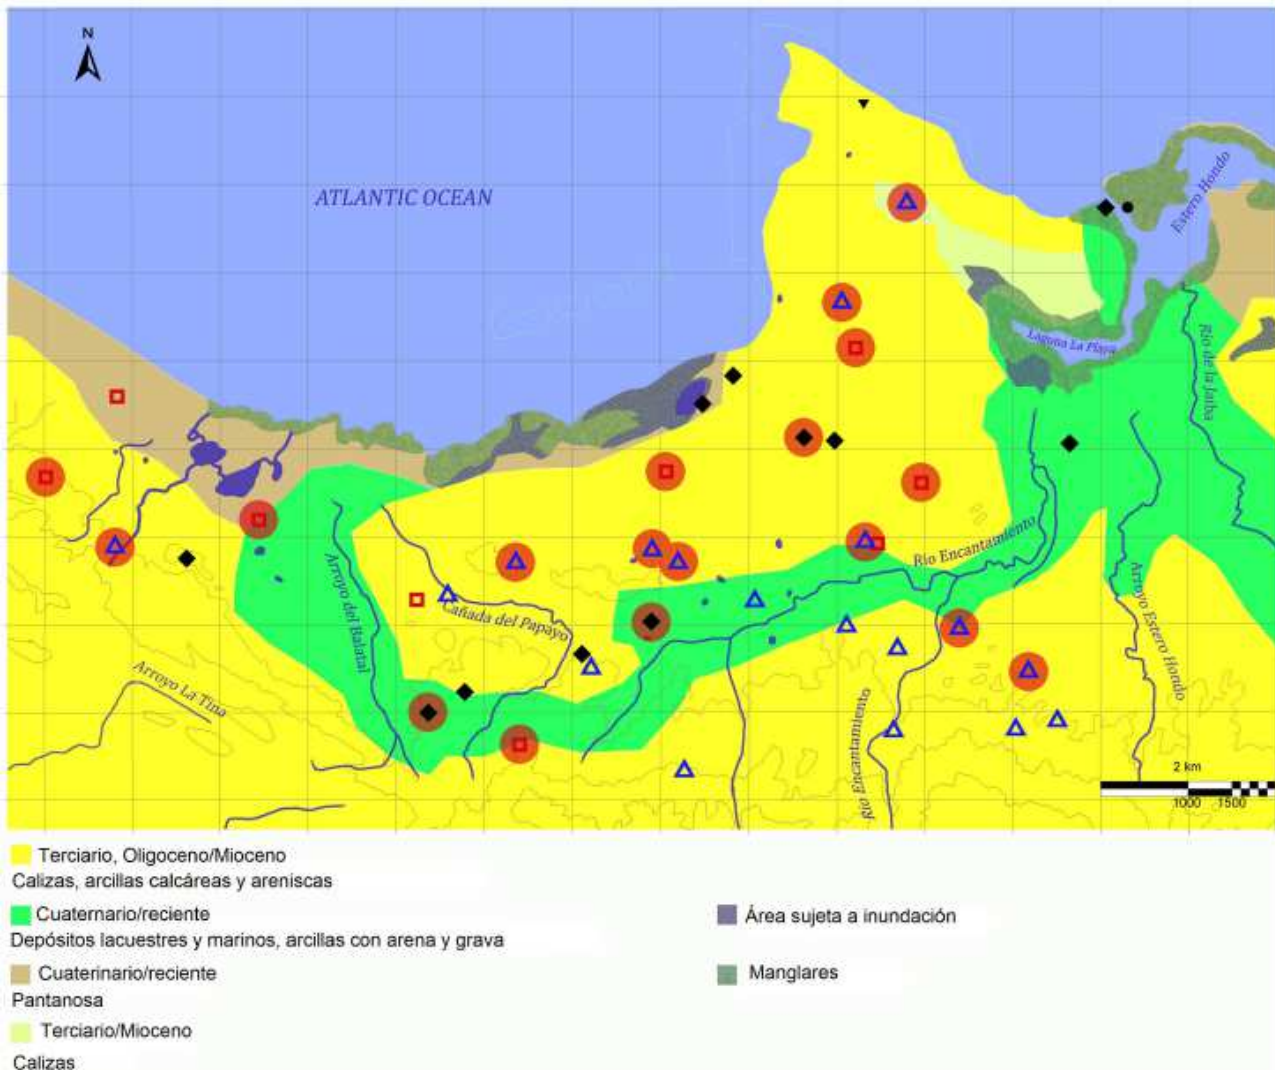 N
ATLANTIC OCEAN
Estero Hondo
Laguna La Playa
Río de la Jaiba
Río Encantamiento
Arroyo del Balatal
Cañada del Papayo
Arroyo Estero Hondo
Arroyo La Tina
Río Encantamiento
2 km
1000 1500
Terciario, Oligoceno/Mioceno
Calizas, arcillas calcáreas y areniscas
Cuaternario/reciente
Depósitos lacuestres y marinos, arcillas con arena y grava
Área sujeta a inundación
Cuaterinario/reciente
Manglares
Pantanosa
Terciario/Mioceno
Calizas